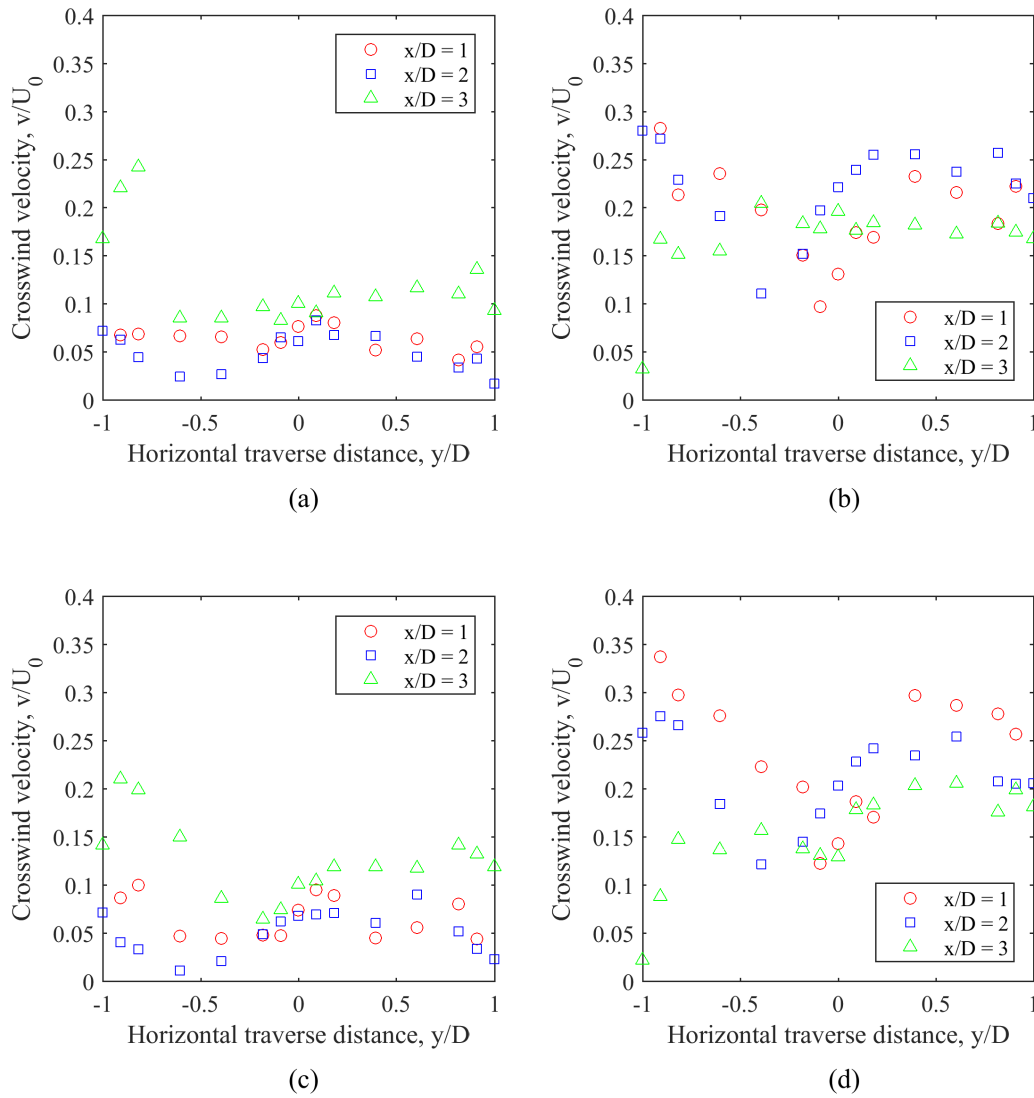 0.4
0.35
0.3
0.25
0.2
0.15
0.1
0.05
0
Crosswind velocity, v/U0
x/D = 1
x/D = 2
x/D = 3
-1 -0.5 0 0.5 1
Horizontal traverse distance, y/D
(a)
0.4
0.35
0.3
0.25
0.2
0.15
0.1
0.05
0
Crosswind velocity, v/U0
x/D = 1
x/D = 2
x/D = 3
-1 -0.5 0 0.5 1
Horizontal traverse distance, y/D
(b)
0.4
0.35
0.3
0.25
0.2
0.15
0.1
0.05
0
Crosswind velocity, v/U0
x/D = 1
x/D = 2
x/D = 3
-1 -0.5 0 0.5 1
Horizontal traverse distance, y/D
(c)
0.4
0.35
0.3
0.25
0.2
0.15
0.1
0.05
0
Crosswind velocity, v/U0
x/D = 1
x/D = 2
x/D = 3
-1 -0.5 0 0.5 1
Horizontal traverse distance, y/D
(d)